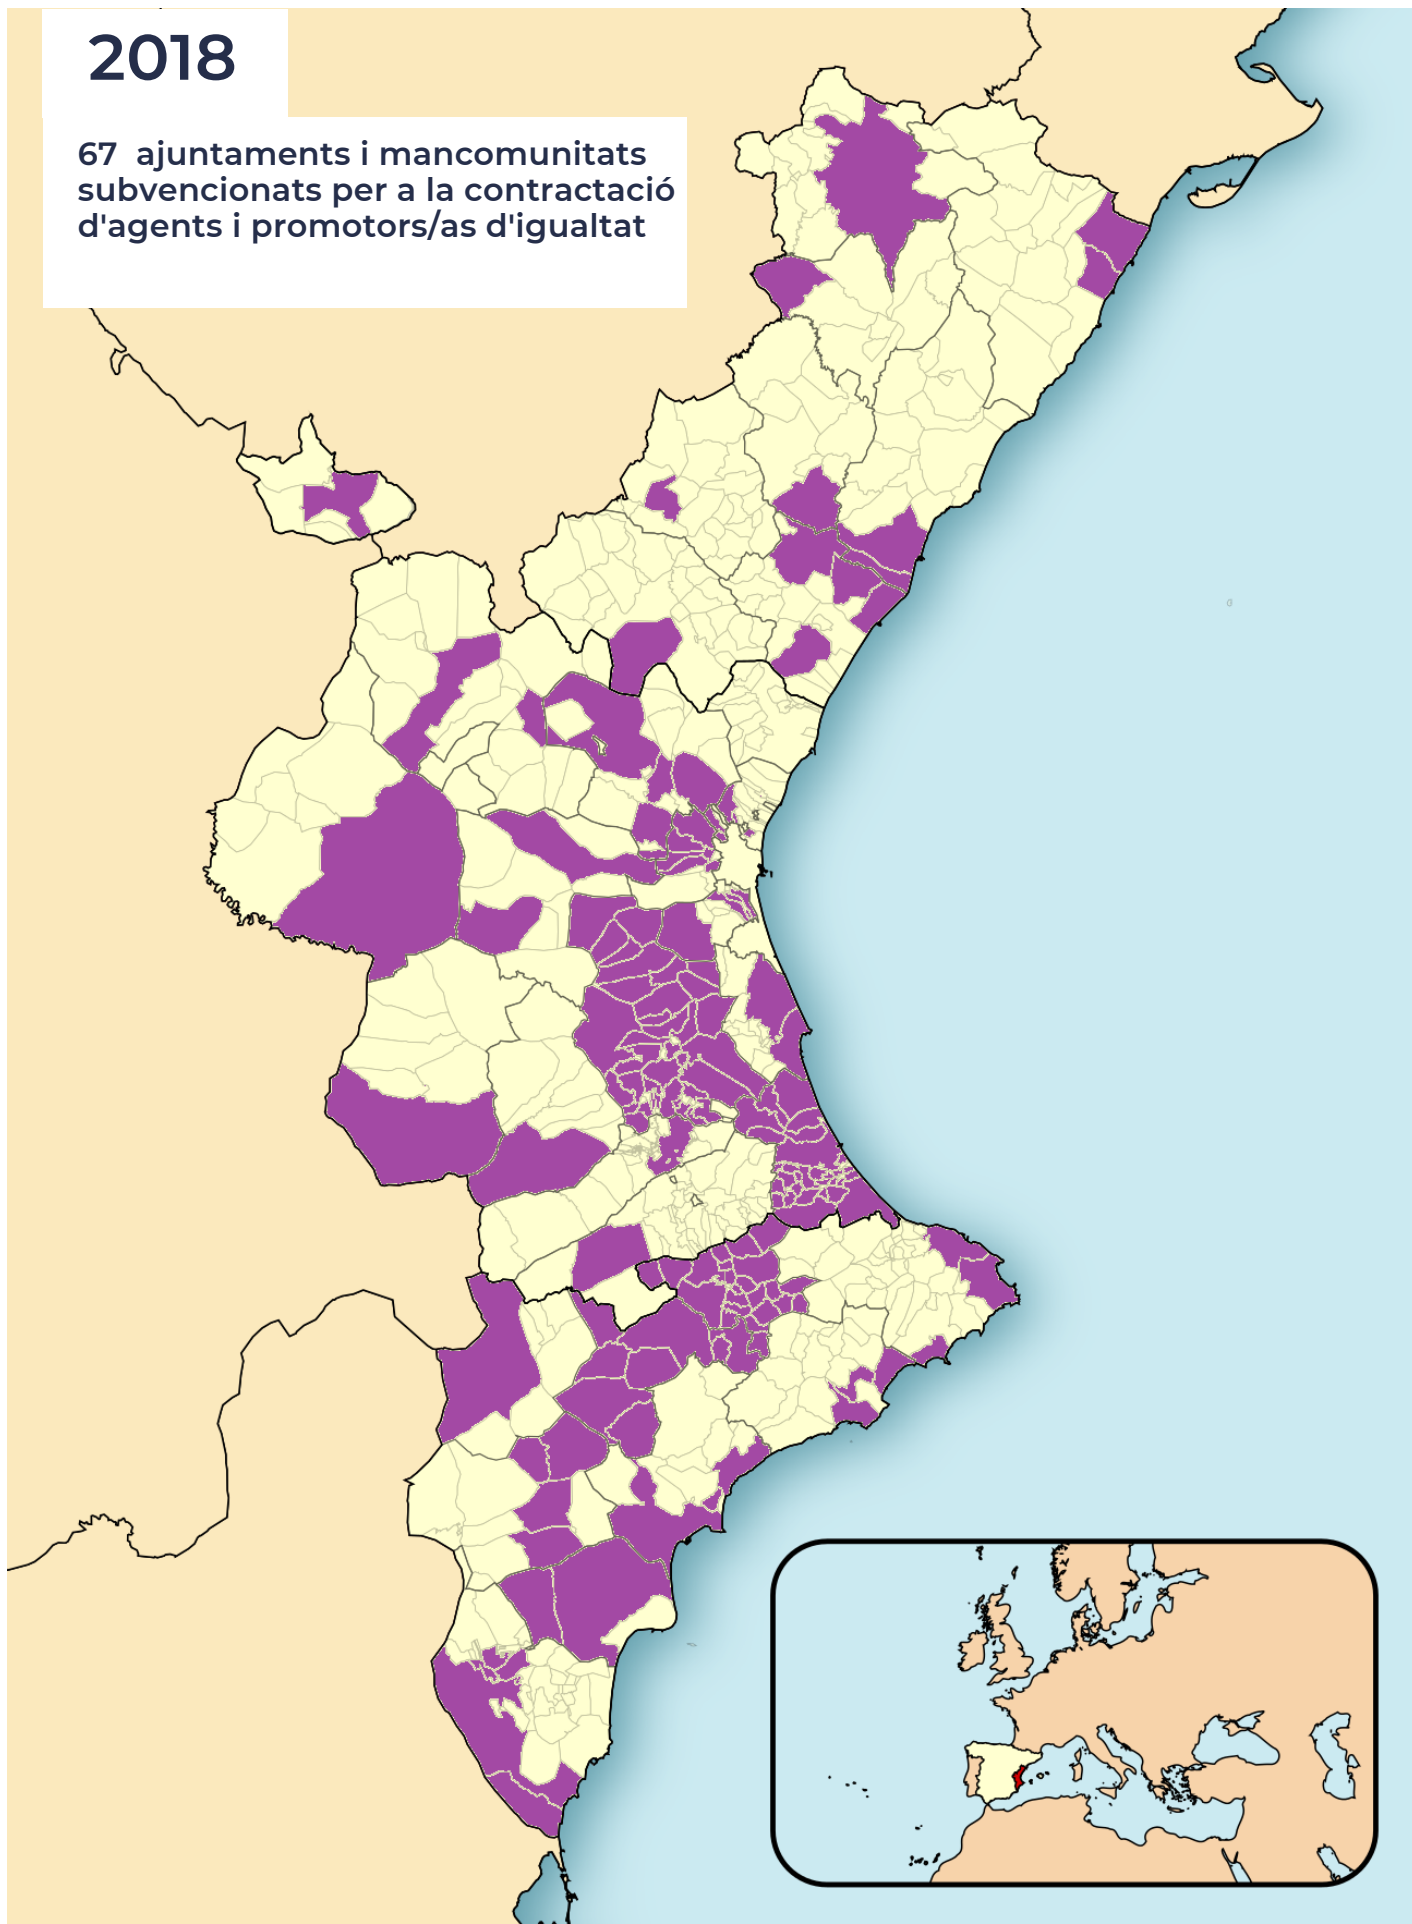 2018
67 ajuntaments i mancomunitats
subvencionats per a la contractació
d'agents i promotors/as d'igualtat